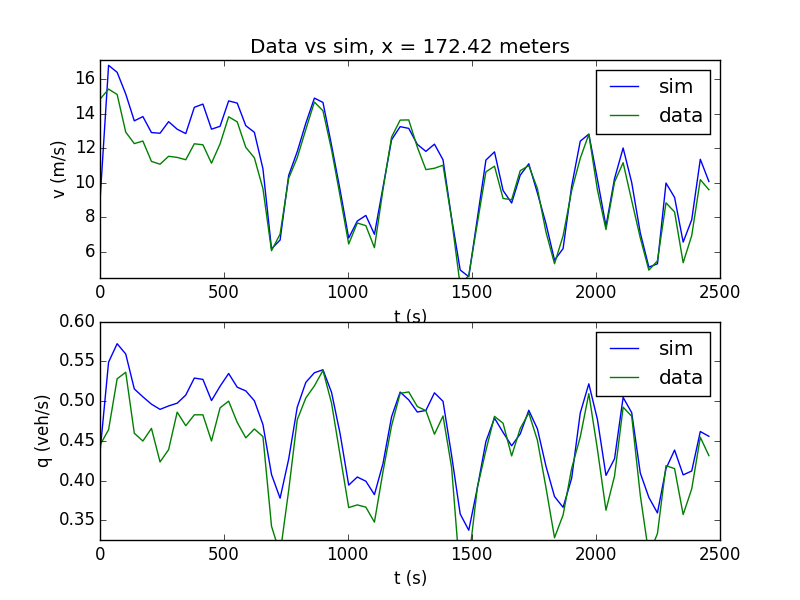 Data vs sim, x = 172.42 meters
16
14
12
10
8
6
v (m/s)
sim
data
0 500 1000 1500 2000 2500
t (s)
0.60
0.55
0.50
0.45
0.40
0.35
q (veh/s)
sim
data
0 500 1000 1500 2000 2500
t (s)